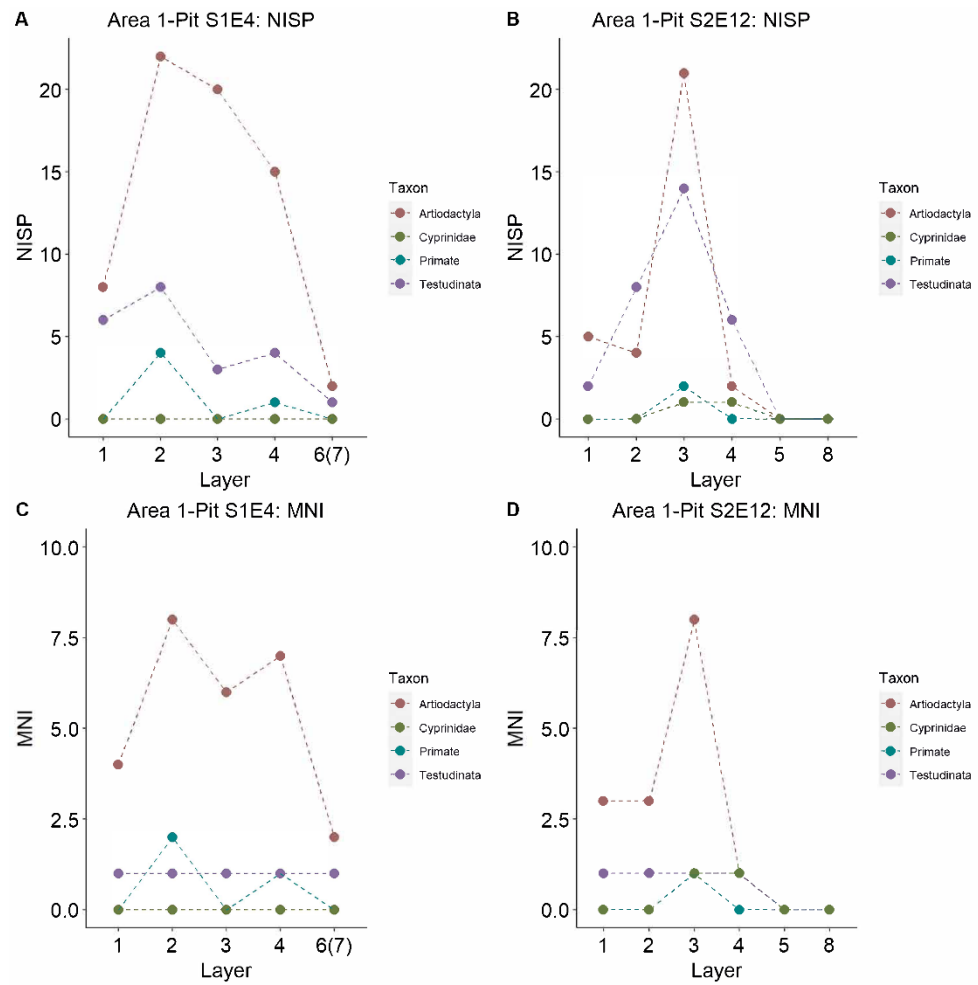 A Area 1-Pit S1E4: NISP
NISP
20
15
10
5
0
1 2 3 4 6(7)
Layer
Taxon
Artiodactyla
Cyprinidae
Primate
Testudinata
B Area 1-Pit S2E12: NISP
NISP
20
15
10
5
0
1 2 3 4 5 8
Layer
Taxon
Artiodactyla
Cyprinidae
Primate
Testudinata
C Area 1-Pit S1E4: MNI
MNI
10.0
7.5
5.0
2.5
0.0
1 2 3 4 6(7)
Layer
Taxon
Artiodactyla
Cyprinidae
Primate
Testudinata
D Area 1-Pit S2E12: MNI
MNI
10.0
7.5
5.0
2.5
0.0
1 2 3 4 5 8
Layer
Taxon
Artiodactyla
Cyprinidae
Primate
Testudinata